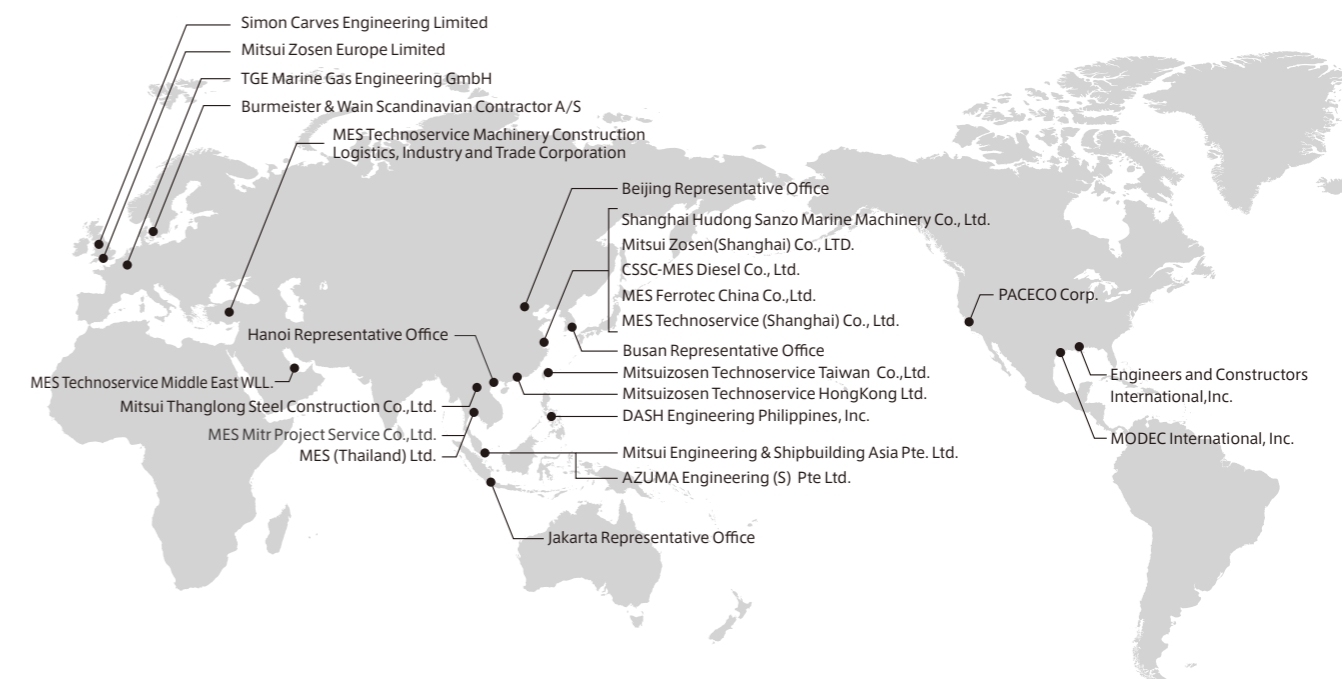 Simon Carves Engineering Limited
Mitsui Zosen Europe Limited
TGE Marine Gas Engineering GmbH
Burmeister & Wain Scandinavian Contractor A/S
MES Technoservice Machinery Construction
Logistics, Industry and Trade Corporation
Beijing Representative Office
Shanghai Hudong Sanzo Marine Machinery Co., Ltd.
Mitsui Zosen(Shanghai) Co., LTD.
CSSC-MES Diesel Co., Ltd.
MES Ferrotec China Co.,Ltd.
MES Technoservice (Shanghai) Co., Ltd.
Busan Representative Office
Mitsuizosen Technoservice Taiwan Co.,Ltd.
Mitsuizosen Technoservice HongKong Ltd.
DASH Engineering Philippines, Inc.
Mitsui Engineering & Shipbuilding Asia Pte. Ltd.
AZUMA Engineering (S) Pte Ltd.
Jakarta Representative Office
Hanoi Representative Office
MES Technoservice Middle East WLL.
Mitsui Thanglong Steel Construction Co.,Ltd.
MES Mitr Project Service Co.,Ltd.
MES (Thailand) Ltd.
PACECO Corp.
Engineers and Constructors
International,Inc.
MODEC International, Inc.